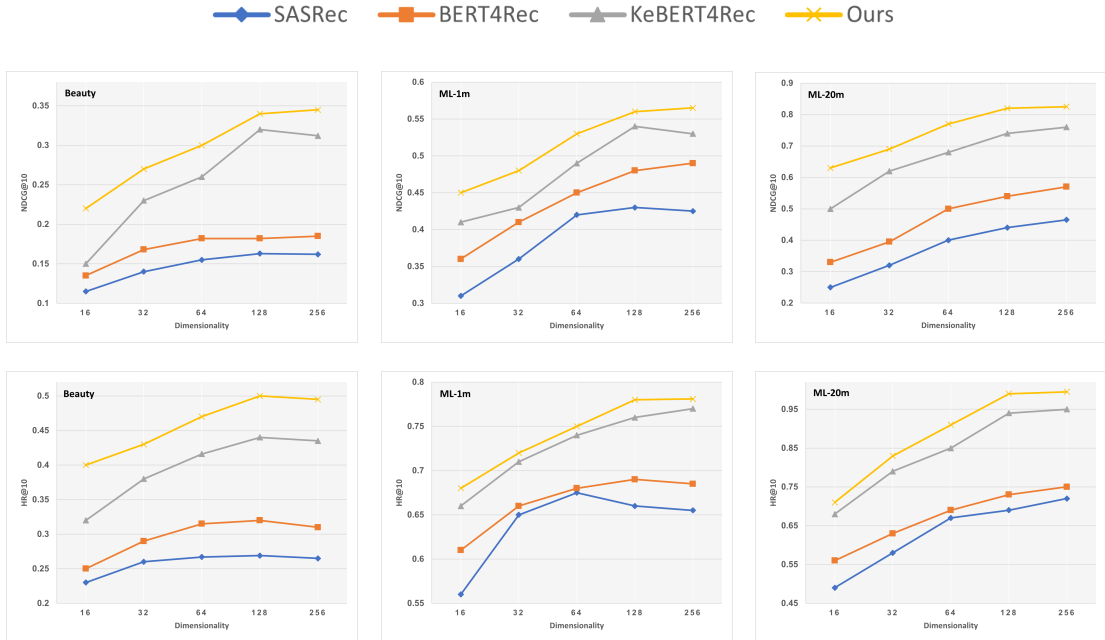 SASRec BERT4Rec KeBERT4Rec Ours
Beauty
NDCG@10
0.35
0.3
0.25
0.2
0.15
0.1
16 32 64 128 256
Dimensionality
ML-1m
NDCG@10
0.6
0.55
0.5
0.45
0.4
0.35
0.3
16 32 64 128 256
Dimensionality
ML-20m
NDCG@10
0.9
0.8
0.7
0.6
0.5
0.4
0.3
0.2
16 32 64 128 256
Dimensionality
Beauty
HR@10
0.5
0.45
0.4
0.35
0.3
0.25
0.2
16 32 64 128 256
Dimensionality
ML-1m
HR@10
0.8
0.75
0.7
0.65
0.6
0.55
16 32 64 128 256
Dimensionality
ML-20m
HR@10
0.95
0.85
0.75
0.65
0.55
0.45
16 32 64 128 256
Dimensionality